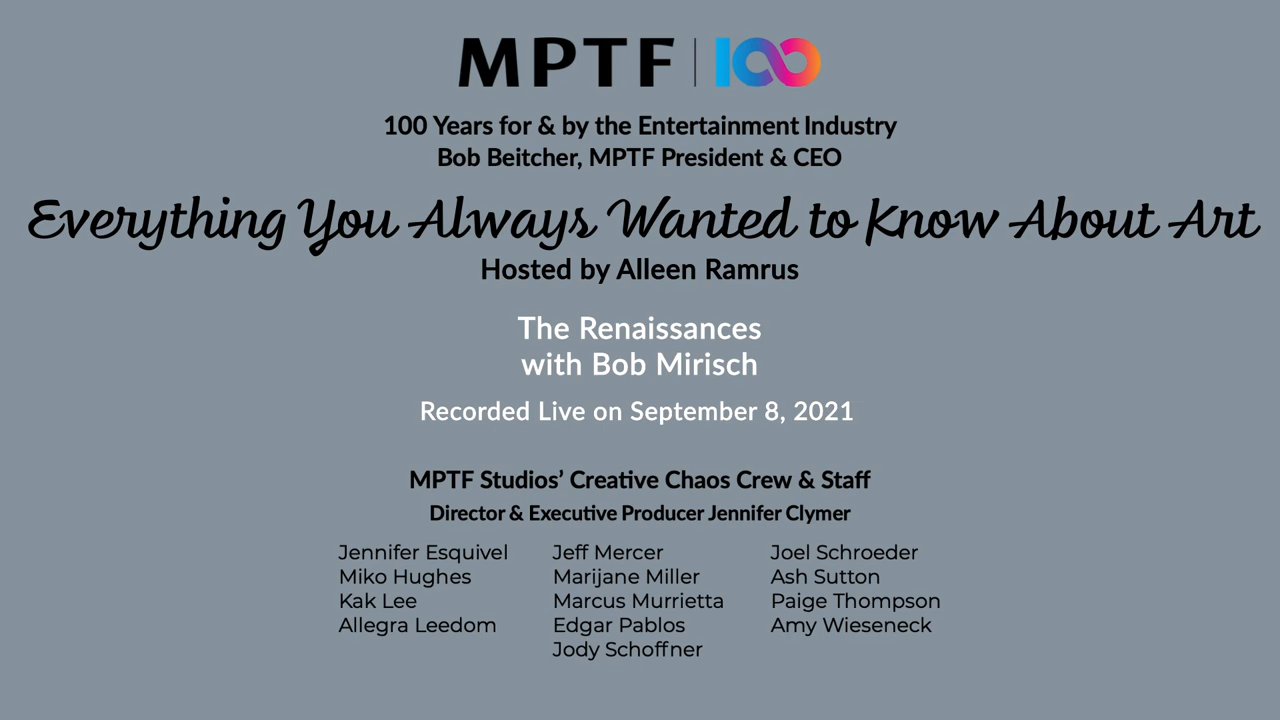 MPTF | 100
100 Years for & by the Entertainment Industry
Bob Beitcher, MPTF President & CEO
Everything You Always Wanted to Know About Art
Hosted by Alleen Ramrus
The Renaissances
with Bob Mirisch
Recorded Live on September 8, 2021
MPTF Studios’ Creative Chaos Crew & Staff
Director & Executive Producer Jennifer Clymer
Jennifer Esquivel
Miko Hughes
Kak Lee
Allegra Leedom
Jeff Mercer
Marijane Miller
Marcus Murrietta
Edgar Pablos
Jody Schoffner
Joel Schroeder
Ash Sutton
Paige Thompson
Amy Wieseneck